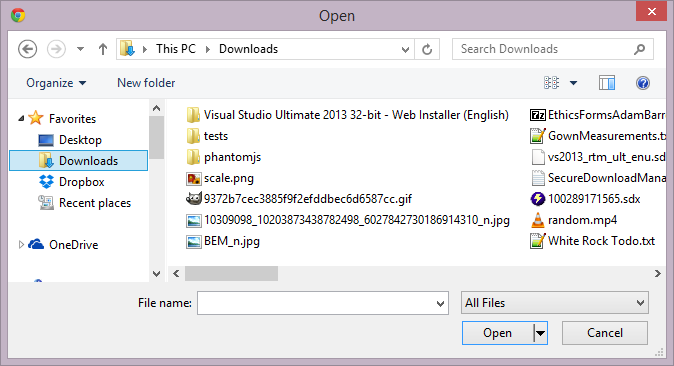 Open
This PC
Downloads
Search Downloads
Organize
New folder
Favorites
Desktop
Downloads
Dropbox
Recent places
OneDrive
Visual Studio Ultimate 2013 32-bit - Web Installer (English)
tests
phantomjs
scale.png
9372b7cec3885f9f2efddbec6d6587cc.gif
10309098_10203873438782498_6027842730186914310_n.jpg
BEM_n.jpg
EthicsFormsAdamBarr
GownMeasurements.tx
vs2013_rtm_ult_enu.sd
SecureDownloadMana
100289171565.sdx
random.mp4
White Rock Todo.txt
File name:
All Files
Open
Cancel